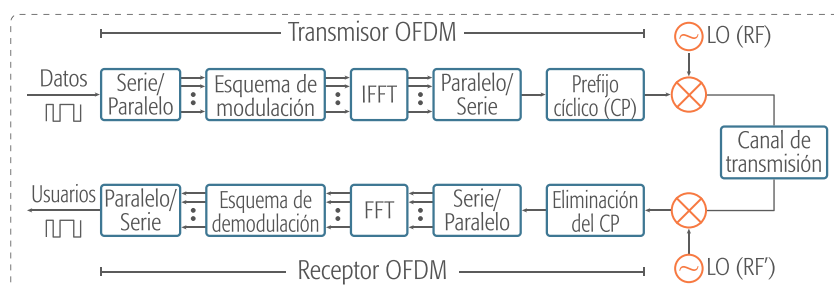 Transmisor OFDM
LO (RF)
Datos
Serie/
Paralelo
Esquema de
modulación
IFFT
Paralelo/
Serie
Prefijo
cíclico (CP)
Canal de
transmisión
Usuarios
Paralelo/
Serie
Esquema de
demodulación
FFT
Serie/
Paralelo
Eliminación
del CP
Receptor OFDM
LO (RF')